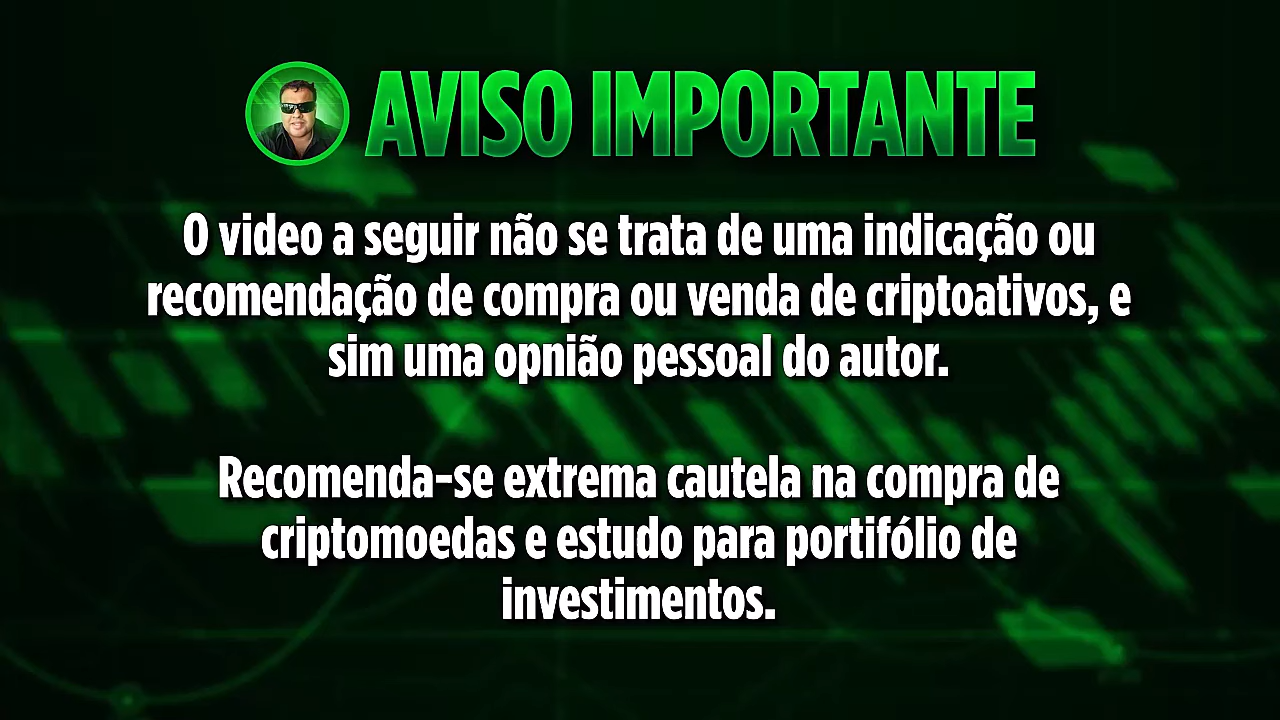 AVISO IMPORTANTE
O video a seguir não se trata de uma indicação ou
recomendação de compra ou venda de criptoativos, e
sim uma opnião pessoal do autor.
Recomenda-se extrema cautela na compra de
criptomoedas e estudo para portifólio de
investimentos.